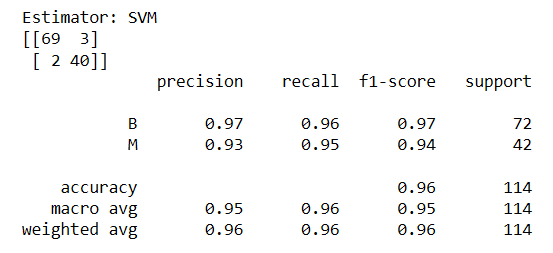 Estimator: SVM
[[69  3]
 [ 2 40]]
              precision    recall  f1-score   support

           B       0.97      0.96      0.97        72
           M       0.93      0.95      0.94        42

    accuracy                           0.96       114
   macro avg       0.95      0.96      0.95       114
weighted avg       0.96      0.96      0.96       114